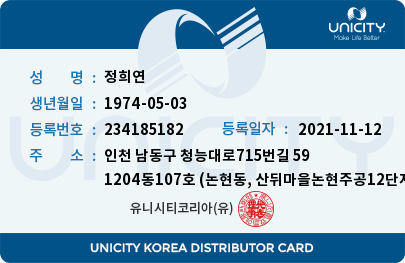 UNICITY
Make Life Better
성 명 : 정희연
생년월일 : 1974-05-03
등록번호 : 234185182 등록일자 : 2021-11-12
UNICITY
주 소 : 인천 남동구 청능대로715번길 59
1204동107호 (논현동, 산뒤마을논현주공12단지
유니시티코리아(유)
UNICITY KOREA DISTRIBUTOR CARD